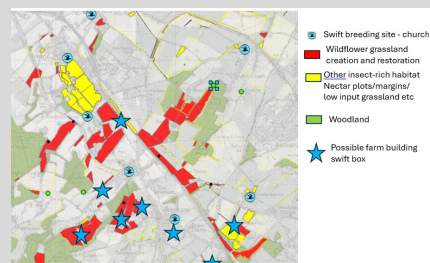 Swift breeding site - church
Wildflower grassland
creation and restoration
Other insect-rich habitat
Nectar plots/margins/
low input grassland etc
Woodland
Possible farm building
swift box